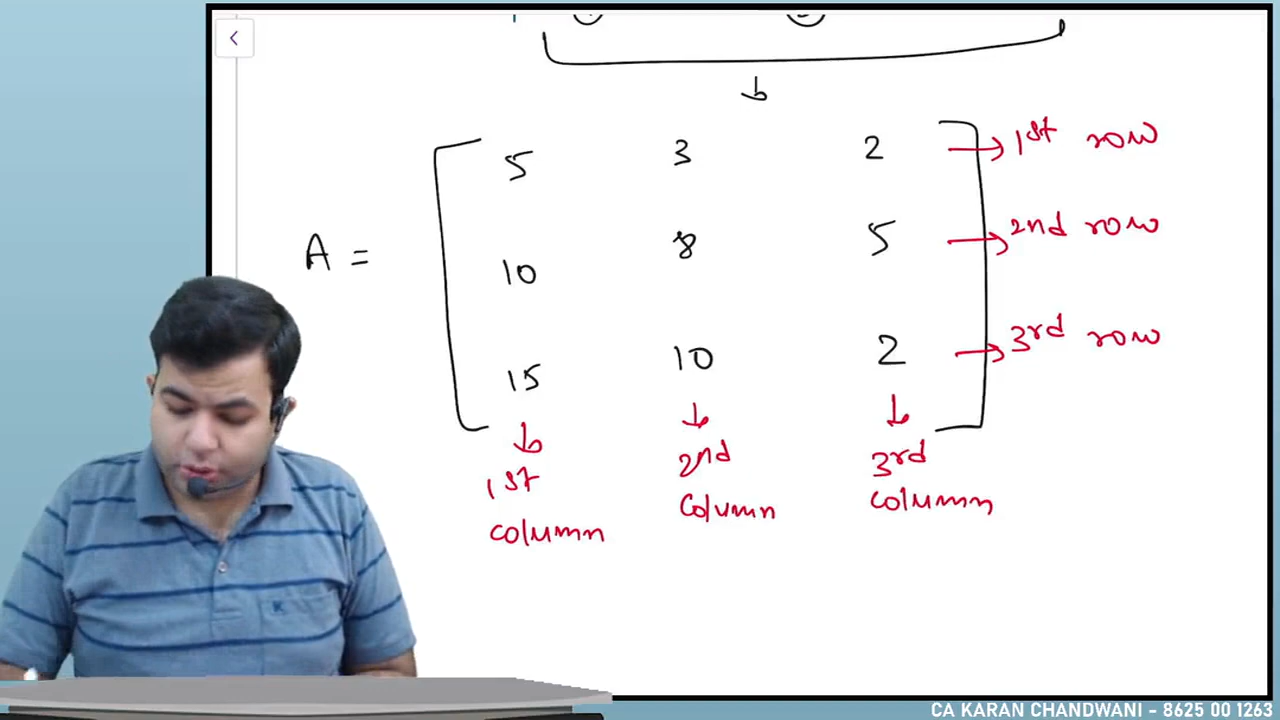 5 3 2 → 1st row
A = 10 8 5 → 2nd row
15 10 2 → 3rd row
1st column
2nd column
3rd column
CA KARAN CHANDWANI - 8625 00 1263